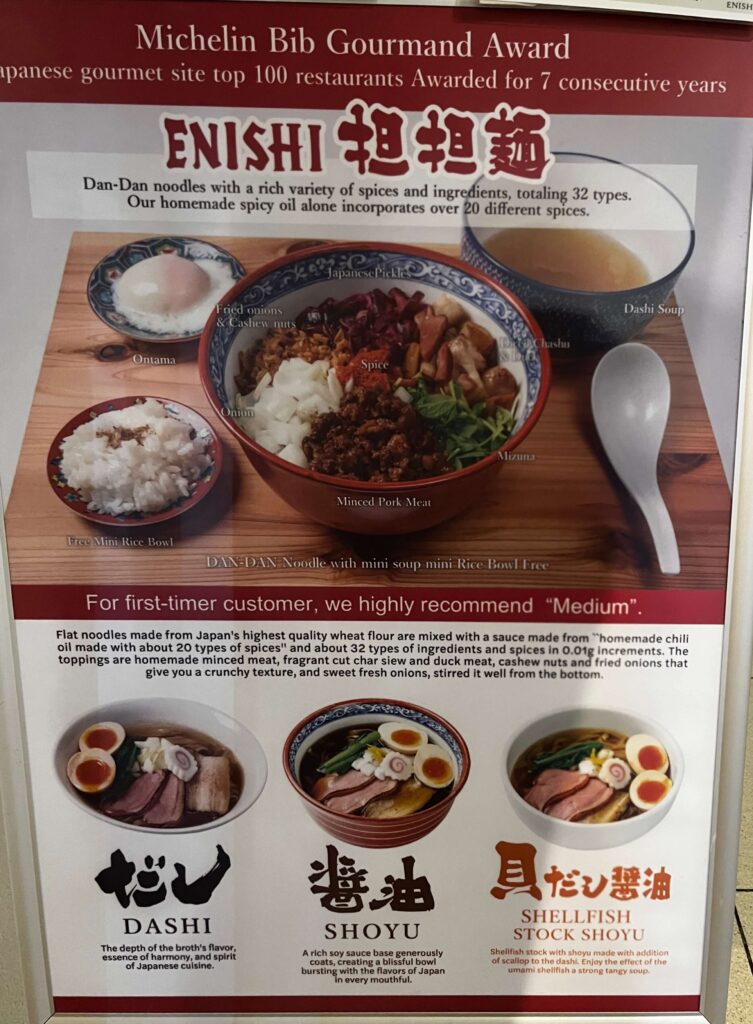 ENISH
Michelin Bib Gourmand Award
apanese gourmet site top 100 restaurants Awarded for 7 consecutive years
ENISHI 担担麺
Dan-Dan noodles with a rich variety of spices and ingredients, totaling 32 types.
Our homemade spicy oil alone incorporates over 20 different spices.
JapanesePickles
Fried onions
& Cashew nuts
Dashi Soup
Diced Chashu
& Duck
Ontama
Spice
Onion
Mizuna
Minced Pork Meat
Free Mini Rice Bowl
DAN-DAN Noodle with mini soup mini Rice Bowl Free
For first-timer customer, we highly recommend "Medium".
Flat noodles made from Japan's highest quality wheat flour are mixed with a sauce made from "homemade chili
oil made with about 20 types of spices" and about 32 types of ingredients and spices in 0.01g increments. The
toppings are homemade minced meat, fragrant cut char siew and duck meat, cashew nuts and fried onions that
give you a crunchy texture, and sweet fresh onions, stirred it well from the bottom.
だし
DASHI
The depth of the broth's flavor,
essence of harmony, and spirit
of Japanese cuisine.
醤油
SHOYU
A rich soy sauce base generously
coats, creating a blissful bowl
bursting with the flavors of Japan
in every mouthful.
貝だし醤油
SHELLFISH
STOCK SHOYU
Shellfish stock with shoyu made with addition
of scallop to the dashi. Enjoy the effect of the
umami shellfish a strong tangy soup.